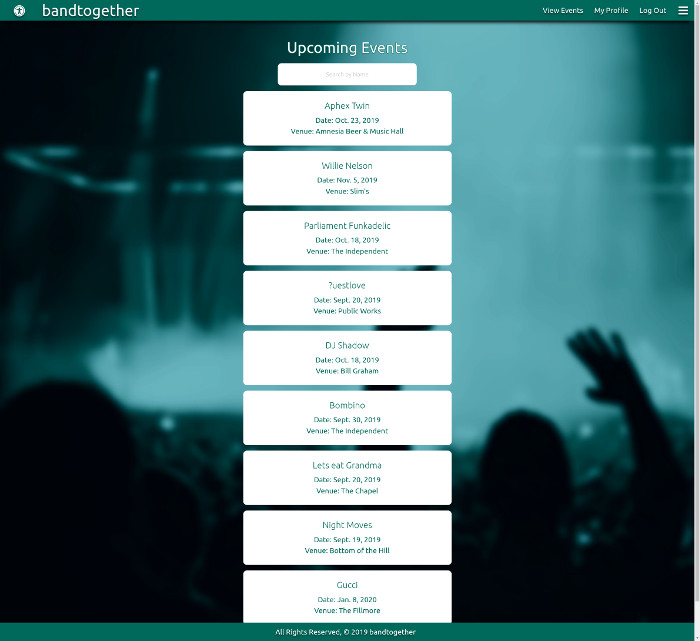 bandtogether
View Events My Profile Log Out
Upcoming Events
Search by Name
Aphex Twin
Date: Oct. 23, 2019
Venue: Amnesia Beer & Music Hall
Willie Nelson
Date: Nov. 5, 2019
Venue: Slim's
Parliament Funkadelic
Date: Oct. 18, 2019
Venue: The Independent
?uestlove
Date: Sept. 20, 2019
Venue: Public Works
DJ Shadow
Date: Oct. 18, 2019
Venue: Bill Graham
Bombino
Date: Sept. 30, 2019
Venue: The Independent
Lets eat Grandma
Date: Sept. 20, 2019
Venue: The Chapel
Night Moves
Date: Sept. 19, 2019
Venue: Bottom of the Hill
Gucci
Date: Jan. 8, 2020
Venue: The Fillmore
All Rights Reserved, © 2019 bandtogether